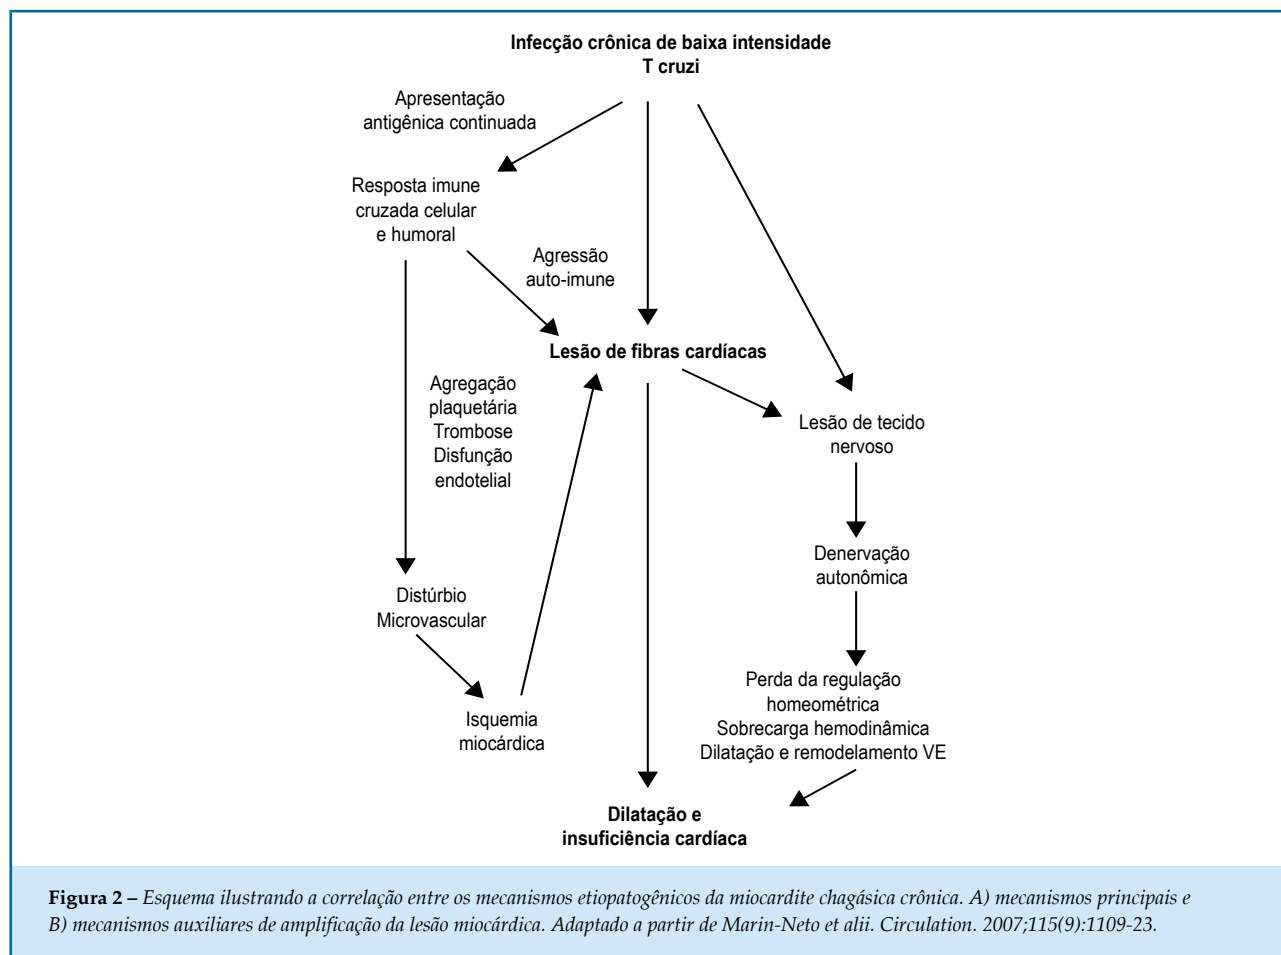 Infecção crônica de baixa intensidade
T cruzi
Apresentação
antigênica continuada
Resposta imune
cruzada celular
e humoral
Agressão
auto-imune
Lesão de fibras cardíacas
Agregação
plaquetária
Trombose
Disfunção
endotelial
Lesão de tecido
nervoso
Denervação
autonômica
Distúrbio
Microvascular
Perda da regulação
homeométrica
Sobrecarga hemodinâmica
Dilatação e remodelamento VE
Isquemia
miocárdica
Dilatação e
insuficiência cardíaca
Figura 2 – Esquema ilustrando a correlação entre os mecanismos etiopatogênicos da miocardite chagásica crônica. A) mecanismos principais e
B) mecanismos auxiliares de amplificação da lesão miocárdica. Adaptado a partir de Marin-Neto et alii. Circulation. 2007;115(9):1109-23.